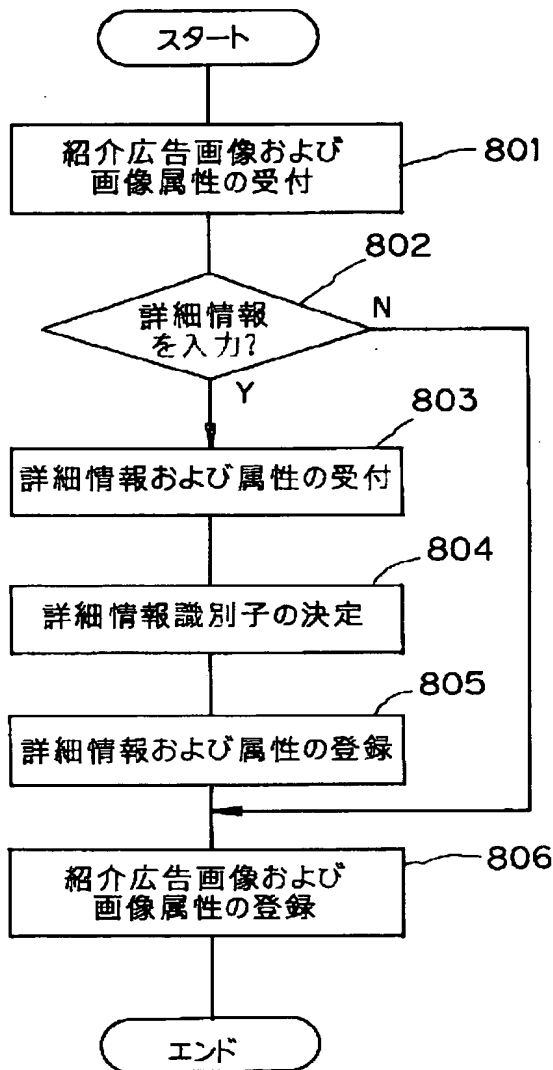 スタート
紹介広告画像および
画像属性の受付
801
802
詳細情報
を入力?
N
Y
803
詳細情報および属性の受付
804
詳細情報識別子の決定
805
詳細情報および属性の登録
806
紹介広告画像および
画像属性の登録
エンド